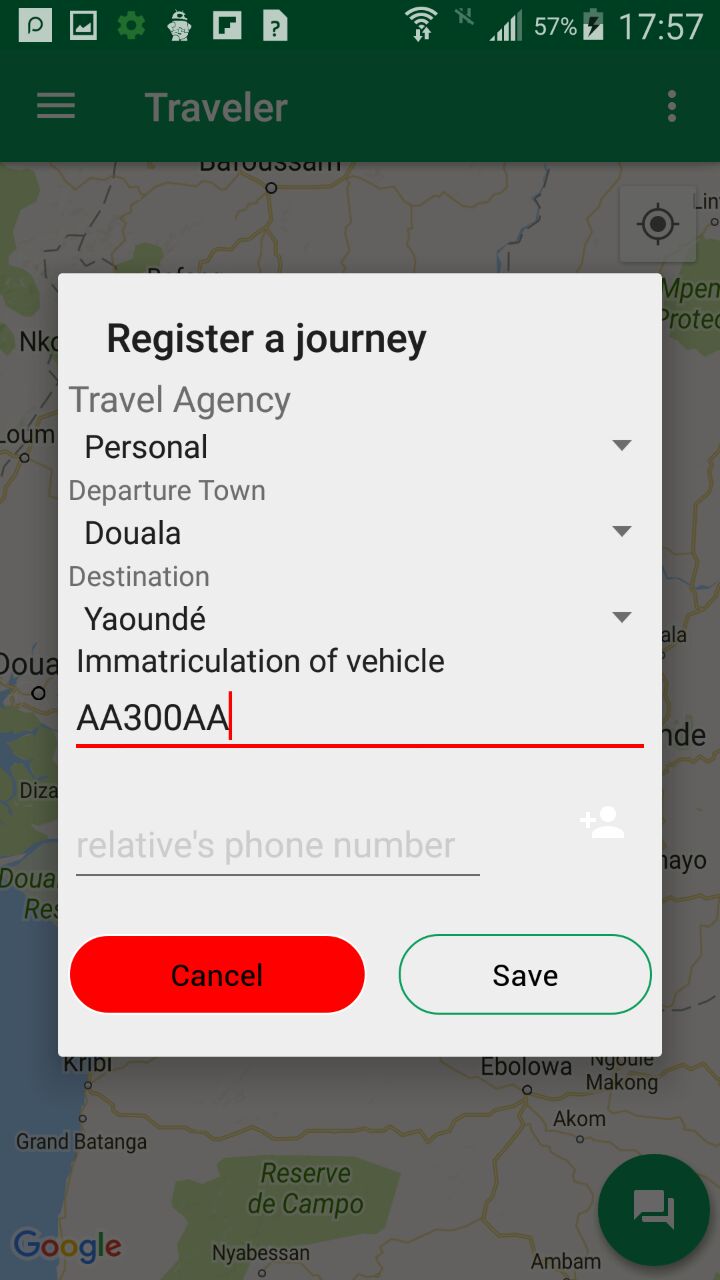 57% 17:57
Traveler
Bafoussam
Register a journey
Travel Agency
Personal
Departure Town
Douala
Destination
Yaoundé
Immatriculation of vehicle
AA300AA
relative's phone number
Cancel
Save
Kribi
Ebolowa
Ngoulé
Makong
Akom
Grand Batanga
Reserve
de Campo
Google
Nyabessan
Ambam